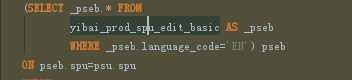 (SELECT _pseb.* FROM
yibai_prod_spu_edit_basic AS _pseb
WHERE _pseb.language_code='EN') pseb
ON pseb.spu=psu.spu